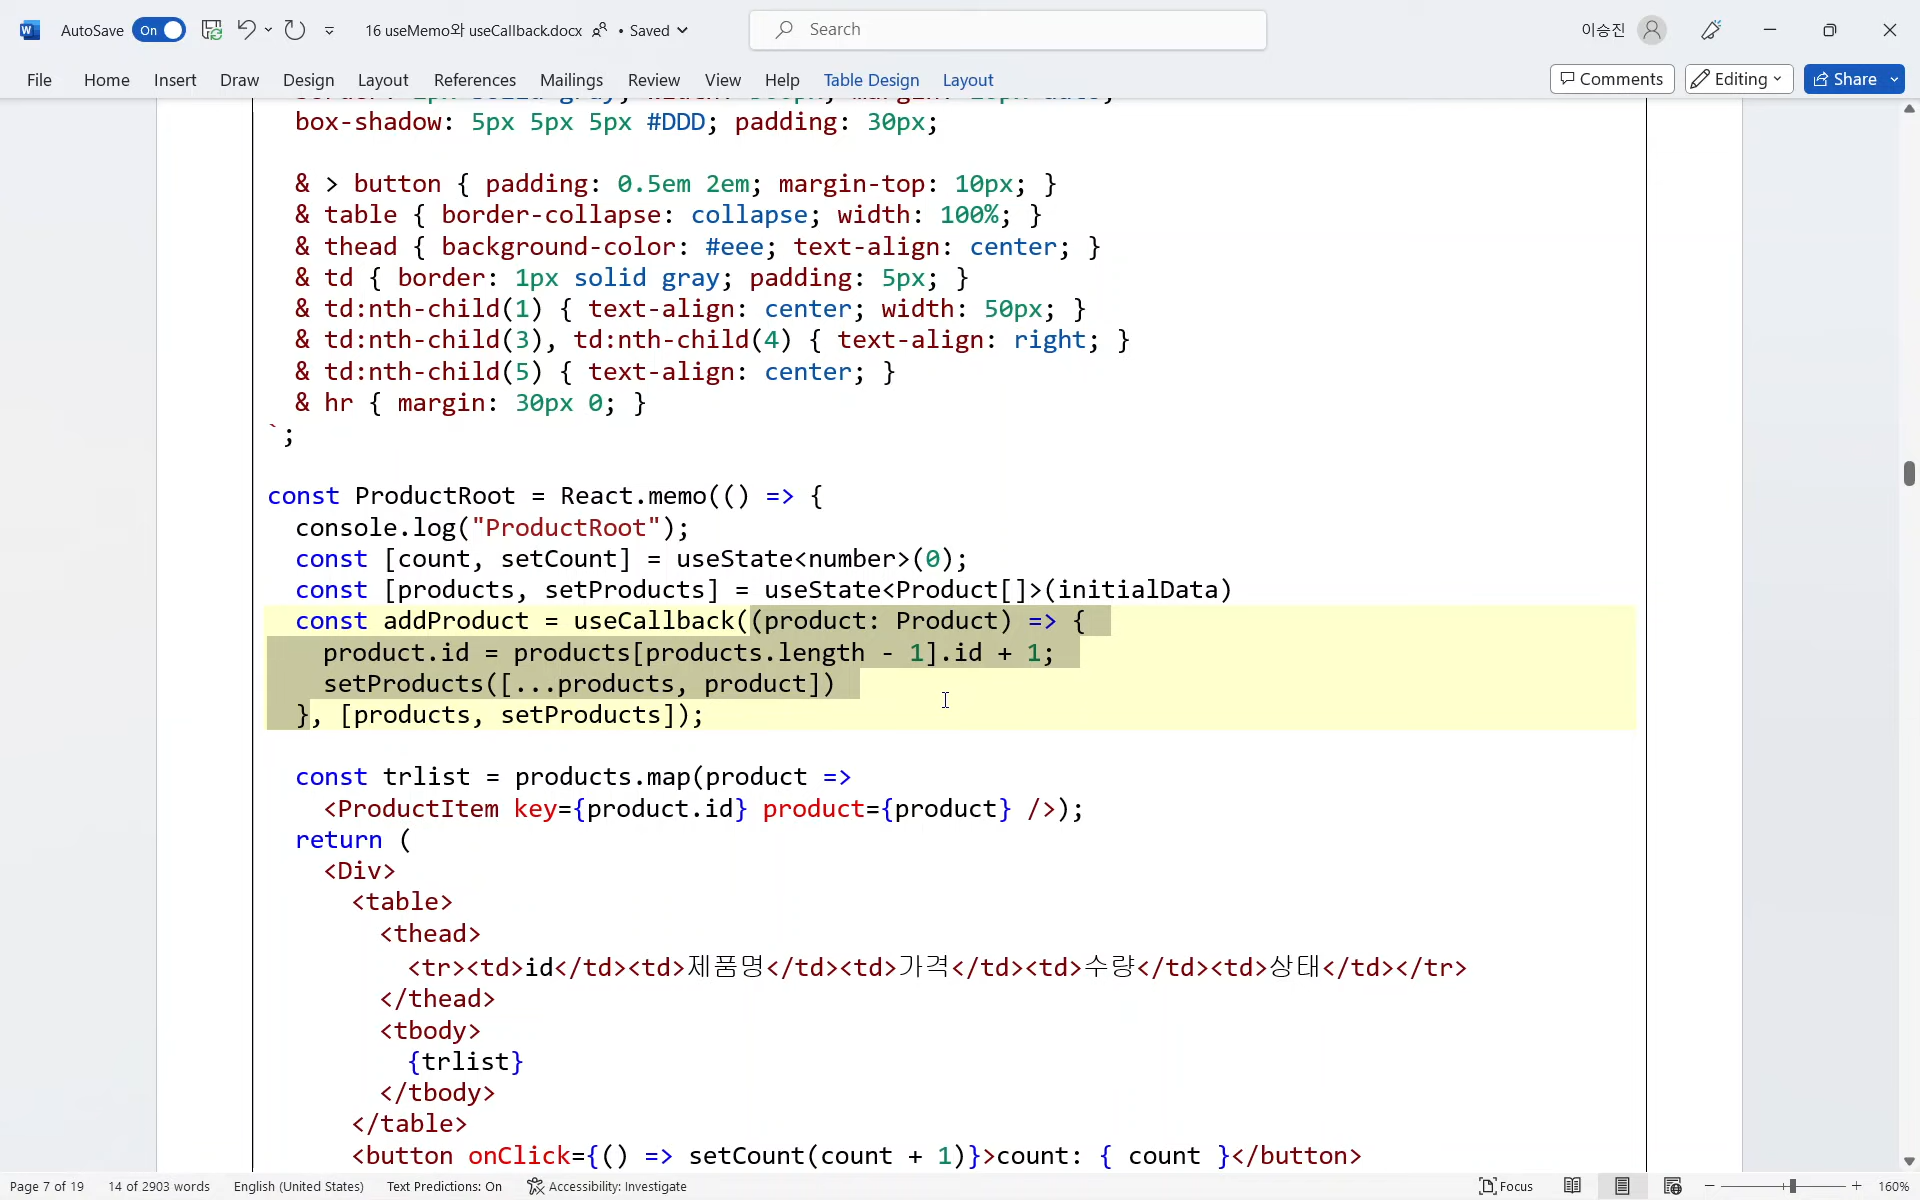 AutoSave On 16 useMemo와 useCallback.docx • Saved Search 이승진
File Home Insert Draw Design Layout References Mailings Review View Help Table Design Layout Comments Editing Share
box-shadow: 5px 5px 5px #DDD; padding: 30px;
& > button { padding: 0.5em 2em; margin-top: 10px; }
& table { border-collapse: collapse; width: 100%; }
& thead { background-color: #eee; text-align: center; }
& td { border: 1px solid gray; padding: 5px; }
& td:nth-child(1) { text-align: center; width: 50px; }
& td:nth-child(3), td:nth-child(4) { text-align: right; }
& td:nth-child(5) { text-align: center; }
& hr { margin: 30px 0; }
`;
const ProductRoot = React.memo(() => {
console.log("ProductRoot");
const [count, setCount] = useState<number>(0);
const [products, setProducts] = useState<Product[]>(initialData)
const addProduct = useCallback((product: Product) => {
product.id = products[products.length - 1].id + 1;
setProducts([...products, product])
}, [products, setProducts]);
const trlist = products.map(product =>
<ProductItem key={product.id} product={product} />);
return (
<Div>
<table>
<thead>
<tr><td>id</td><td>제품명</td><td>가격</td><td>수량</td><td>상태</td></tr>
</thead>
<tbody>
{trlist}
</tbody>
</table>
<button onClick={() => setCount(count + 1)}>count: { count }</button>
Page 7 of 19 14 of 2903 words English (United States) Text Predictions: On Accessibility: Investigate Focus 160%